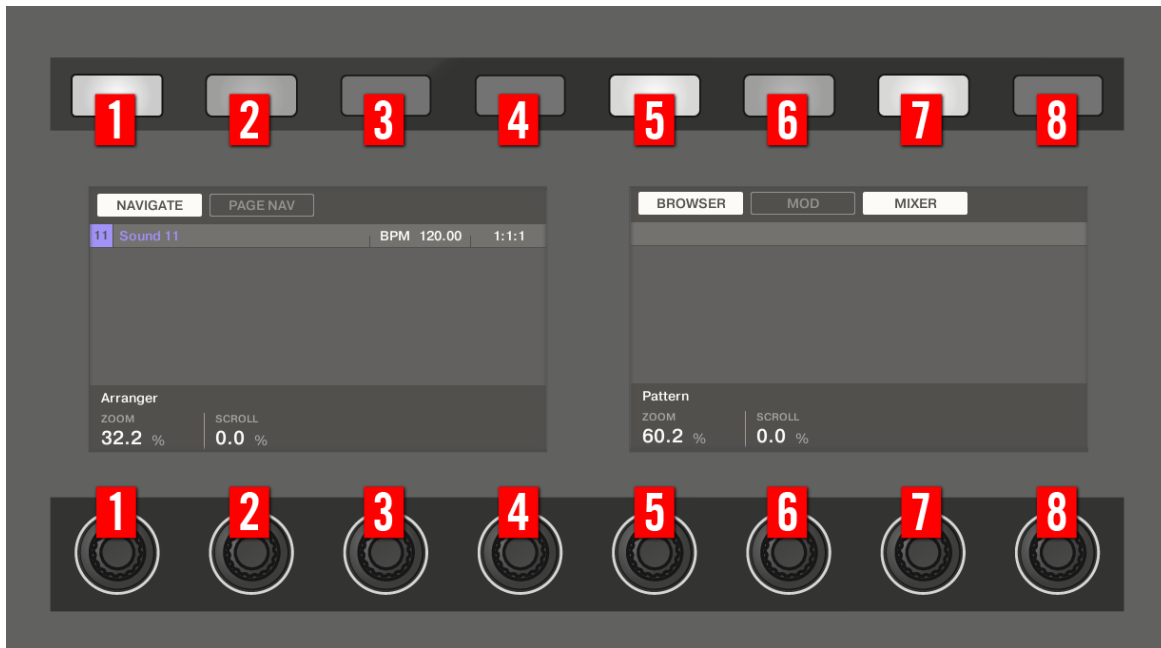 1 2 3 4 5 6 7 8
NAVIGATE PAGE NAV
11 Sound 11 BPM 120.00 1:1:1
Arranger
ZOOM SCROLL
32.2 % 0.0 %
BROWSER MOD MIXER
Pattern
ZOOM SCROLL
60.2 % 0.0 %
1 2 3 4 5 6 7 8